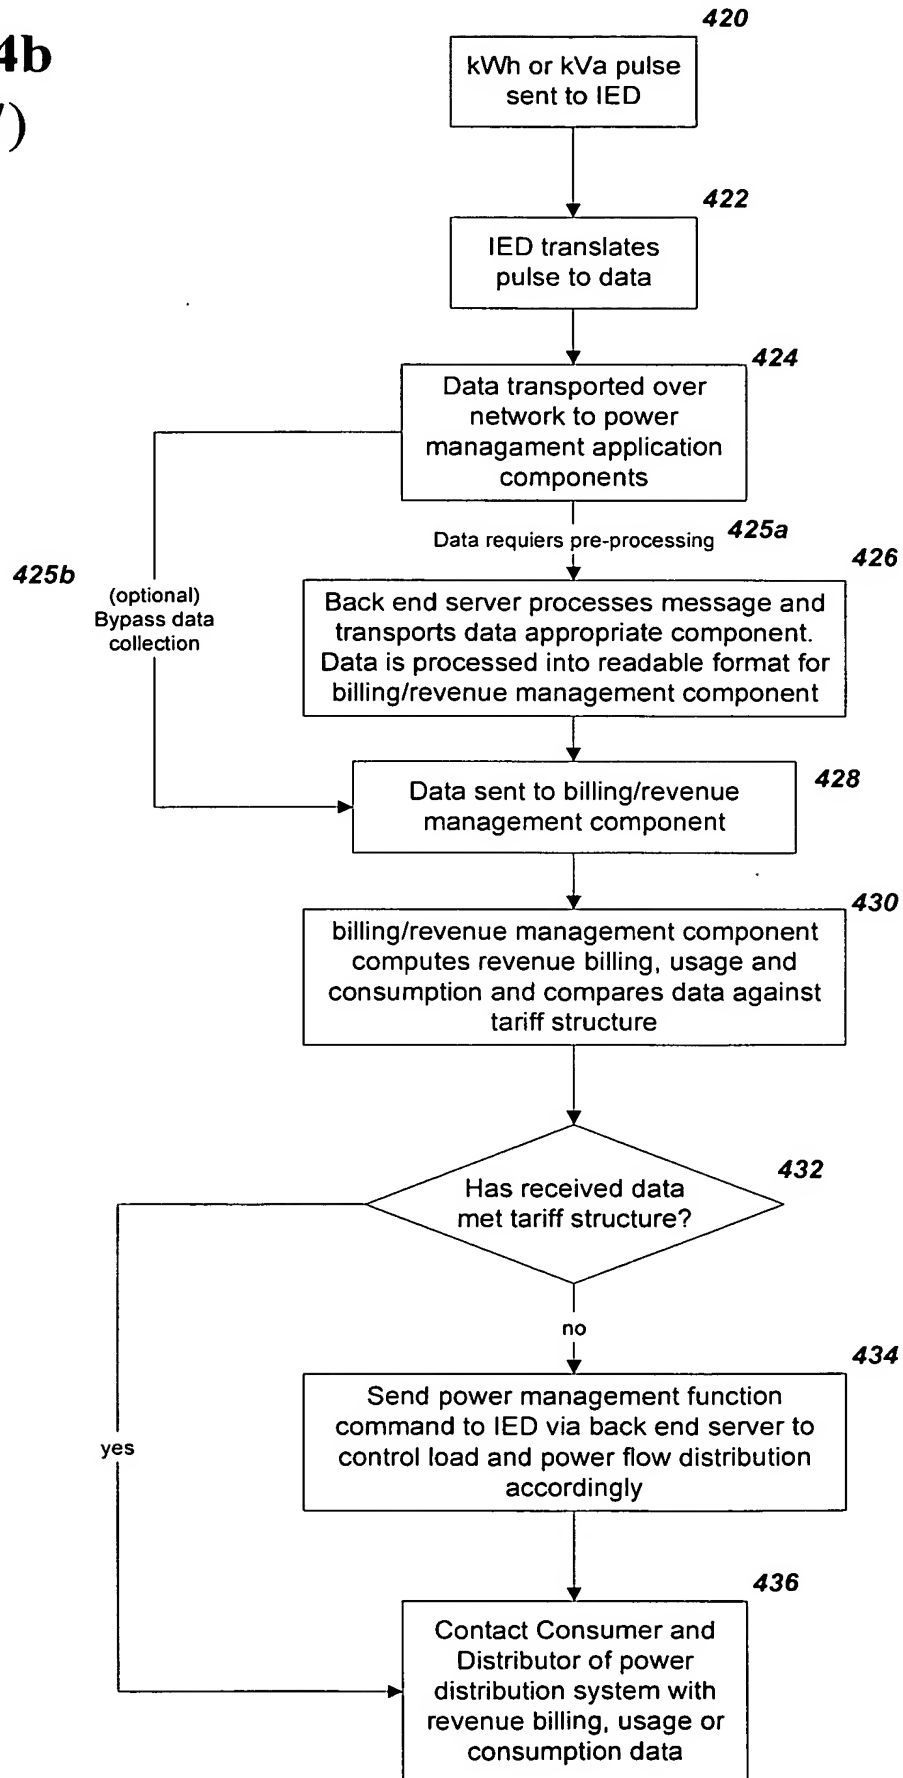 4b
420
kWh or kVa pulse
sent to IED
422
IED translates
pulse to data
424
Data transported over
network to power
managament application
components
Data requiers pre-processing 425a
425b
(optional)
Bypass data
collection
426
Back end server processes message and
transports data appropriate component.
Data is processed into readable format for
billing/revenue management component
428
Data sent to billing/revenue
management component
430
billing/revenue management component
computes revenue billing, usage and
consumption and compares data against
tariff structure
432
Has received data
met tariff structure?
no
yes
434
Send power management function
command to IED via back end server to
control load and power flow distribution
accordingly
436
Contact Consumer and
Distributor of power
distribution system with
revenue billing, usage or
consumption data